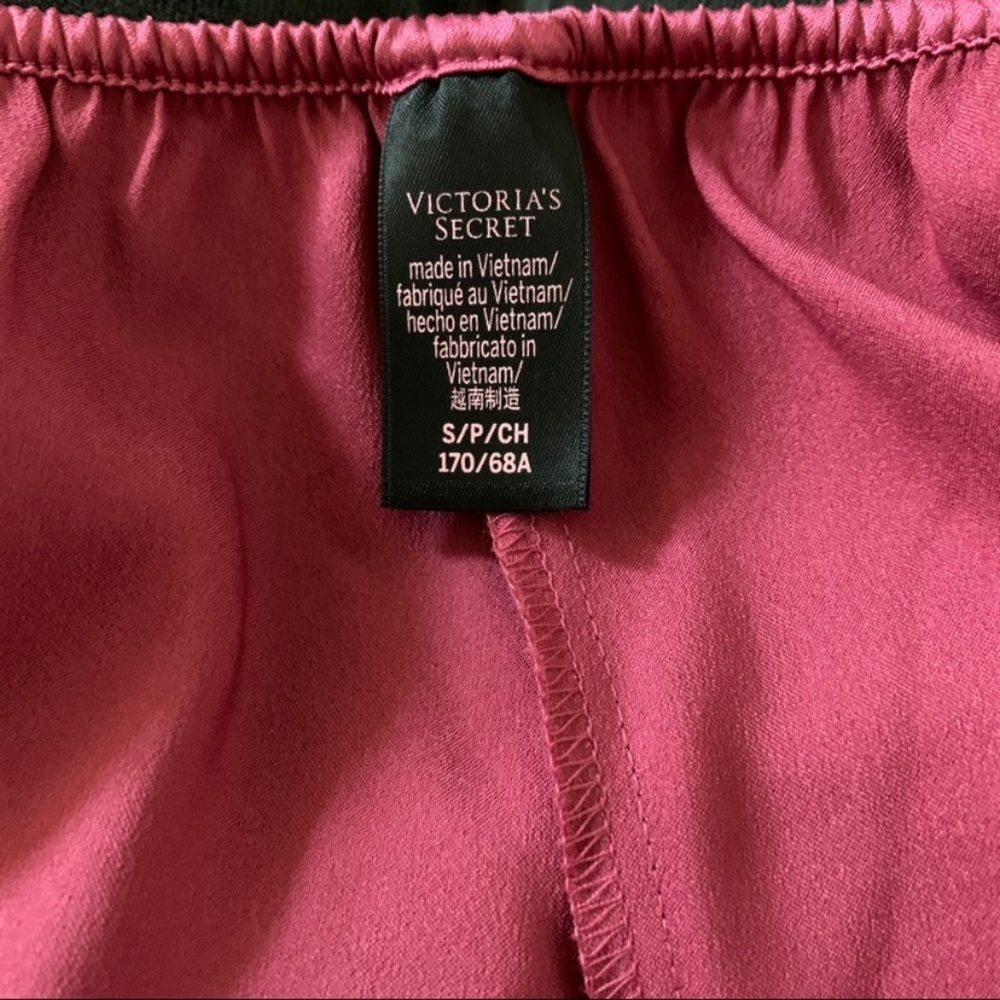 VICTORIA'S
SECRET
made in Vietnam/
fabriqué au Vietnam/
hecho en Vietnam/
fabbricato in
Vietnam/
越南制造
S/P/CH
170/68A